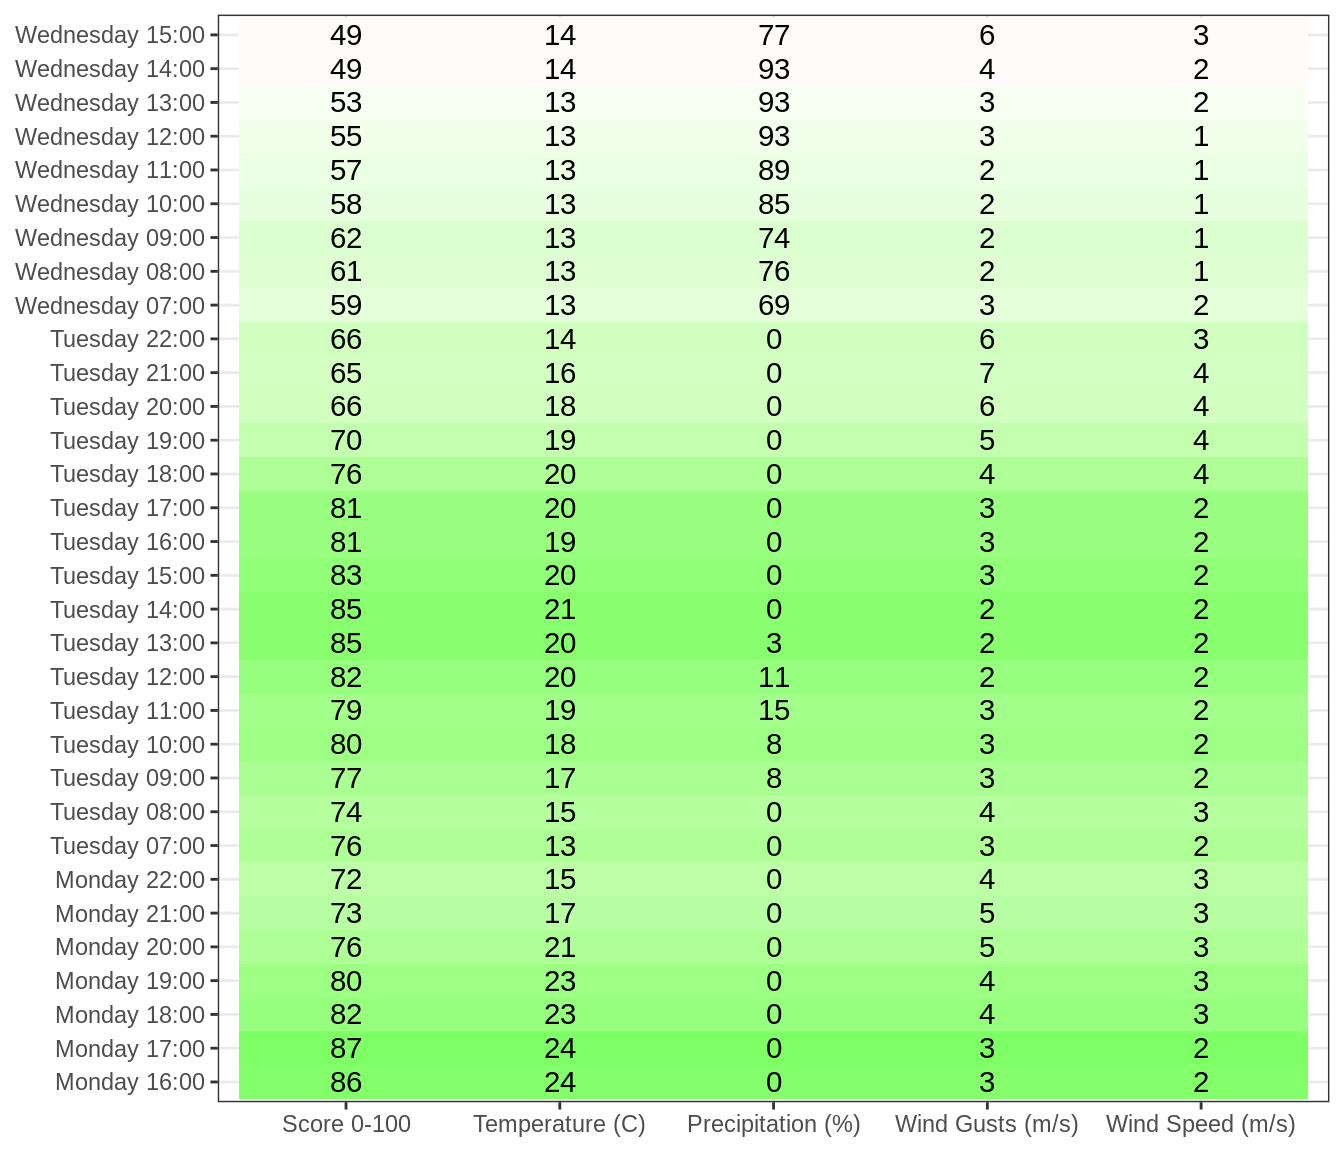 Wednesday 15:00 49 14 77 6 3
Wednesday 14:00 49 14 93 4 2
Wednesday 13:00 53 13 93 3 2
Wednesday 12:00 55 13 93 3 1
Wednesday 11:00 57 13 89 2 1
Wednesday 10:00 58 13 85 2 1
Wednesday 09:00 62 13 74 2 1
Wednesday 08:00 61 13 76 2 1
Wednesday 07:00 59 13 69 3 2
Tuesday 22:00 66 14 0 6 3
Tuesday 21:00 65 16 0 7 4
Tuesday 20:00 66 18 0 6 4
Tuesday 19:00 70 19 0 5 4
Tuesday 18:00 76 20 0 4 4
Tuesday 17:00 81 20 0 3 2
Tuesday 16:00 81 19 0 3 2
Tuesday 15:00 83 20 0 3 2
Tuesday 14:00 85 21 0 2 2
Tuesday 13:00 85 20 3 2 2
Tuesday 12:00 82 20 11 2 2
Tuesday 11:00 79 19 15 3 2
Tuesday 10:00 80 18 8 3 2
Tuesday 09:00 77 17 8 3 2
Tuesday 08:00 74 15 0 4 3
Tuesday 07:00 76 13 0 3 2
Monday 22:00 72 15 0 4 3
Monday 21:00 73 17 0 5 3
Monday 20:00 76 21 0 5 3
Monday 19:00 80 23 0 4 3
Monday 18:00 82 23 0 4 3
Monday 17:00 87 24 0 3 2
Monday 16:00 86 24 0 3 2
Score 0-100 Temperature (C) Precipitation (%) Wind Gusts (m/s) Wind Speed (m/s)